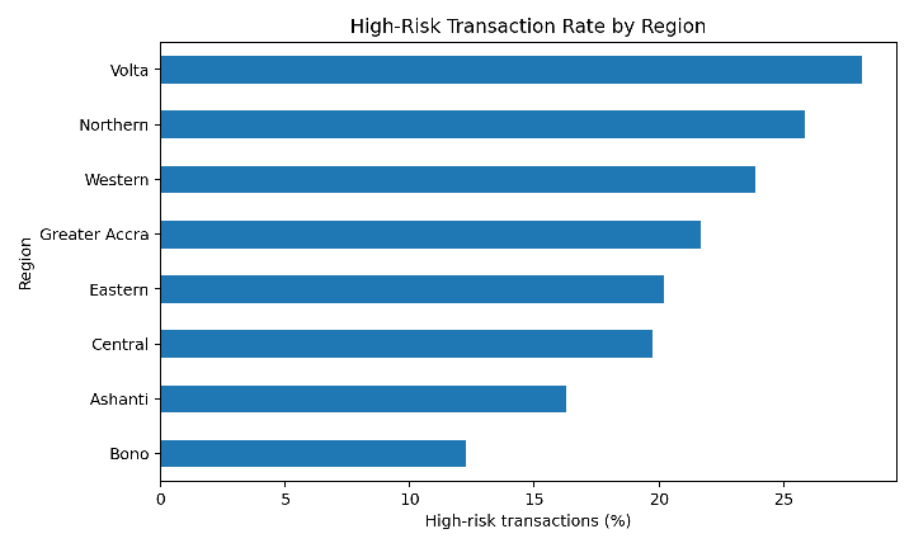 High-Risk Transaction Rate by Region
Region
Volta
Northern
Western
Greater Accra
Eastern
Central
Ashanti
Bono
0 5 10 15 20 25
High-risk transactions (%)